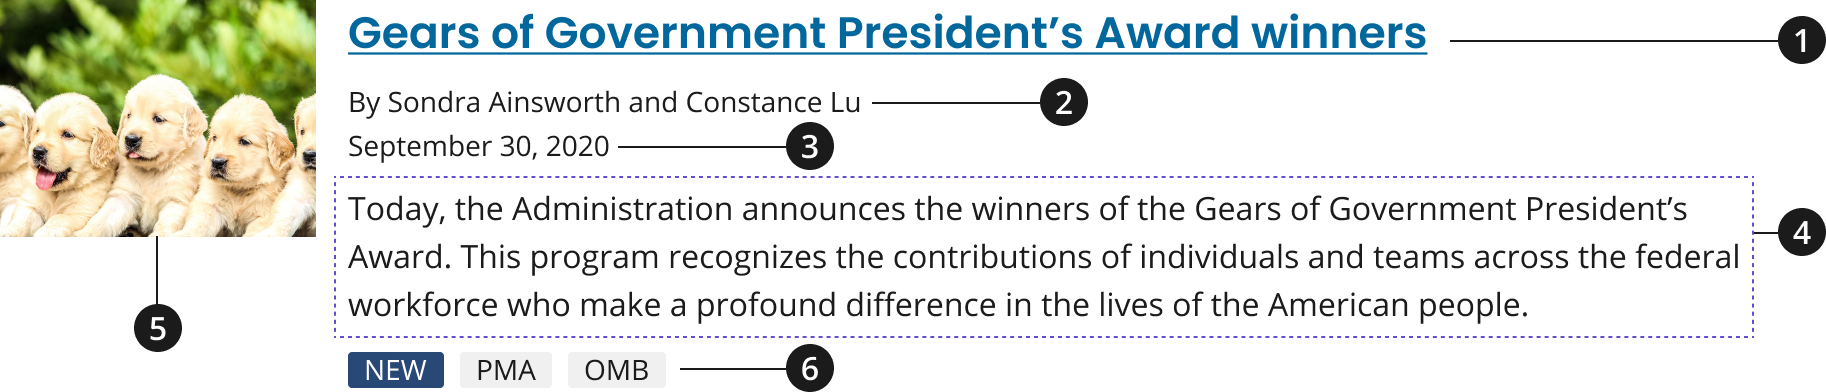 Gears of Government President’s Award winners
1
By Sondra Ainsworth and Constance Lu
2
September 30, 2020
3
Today, the Administration announces the winners of the Gears of Government President’s
Award. This program recognizes the contributions of individuals and teams across the federal
workforce who make a profound difference in the lives of the American people.
4
5
NEW PMA OMB
6